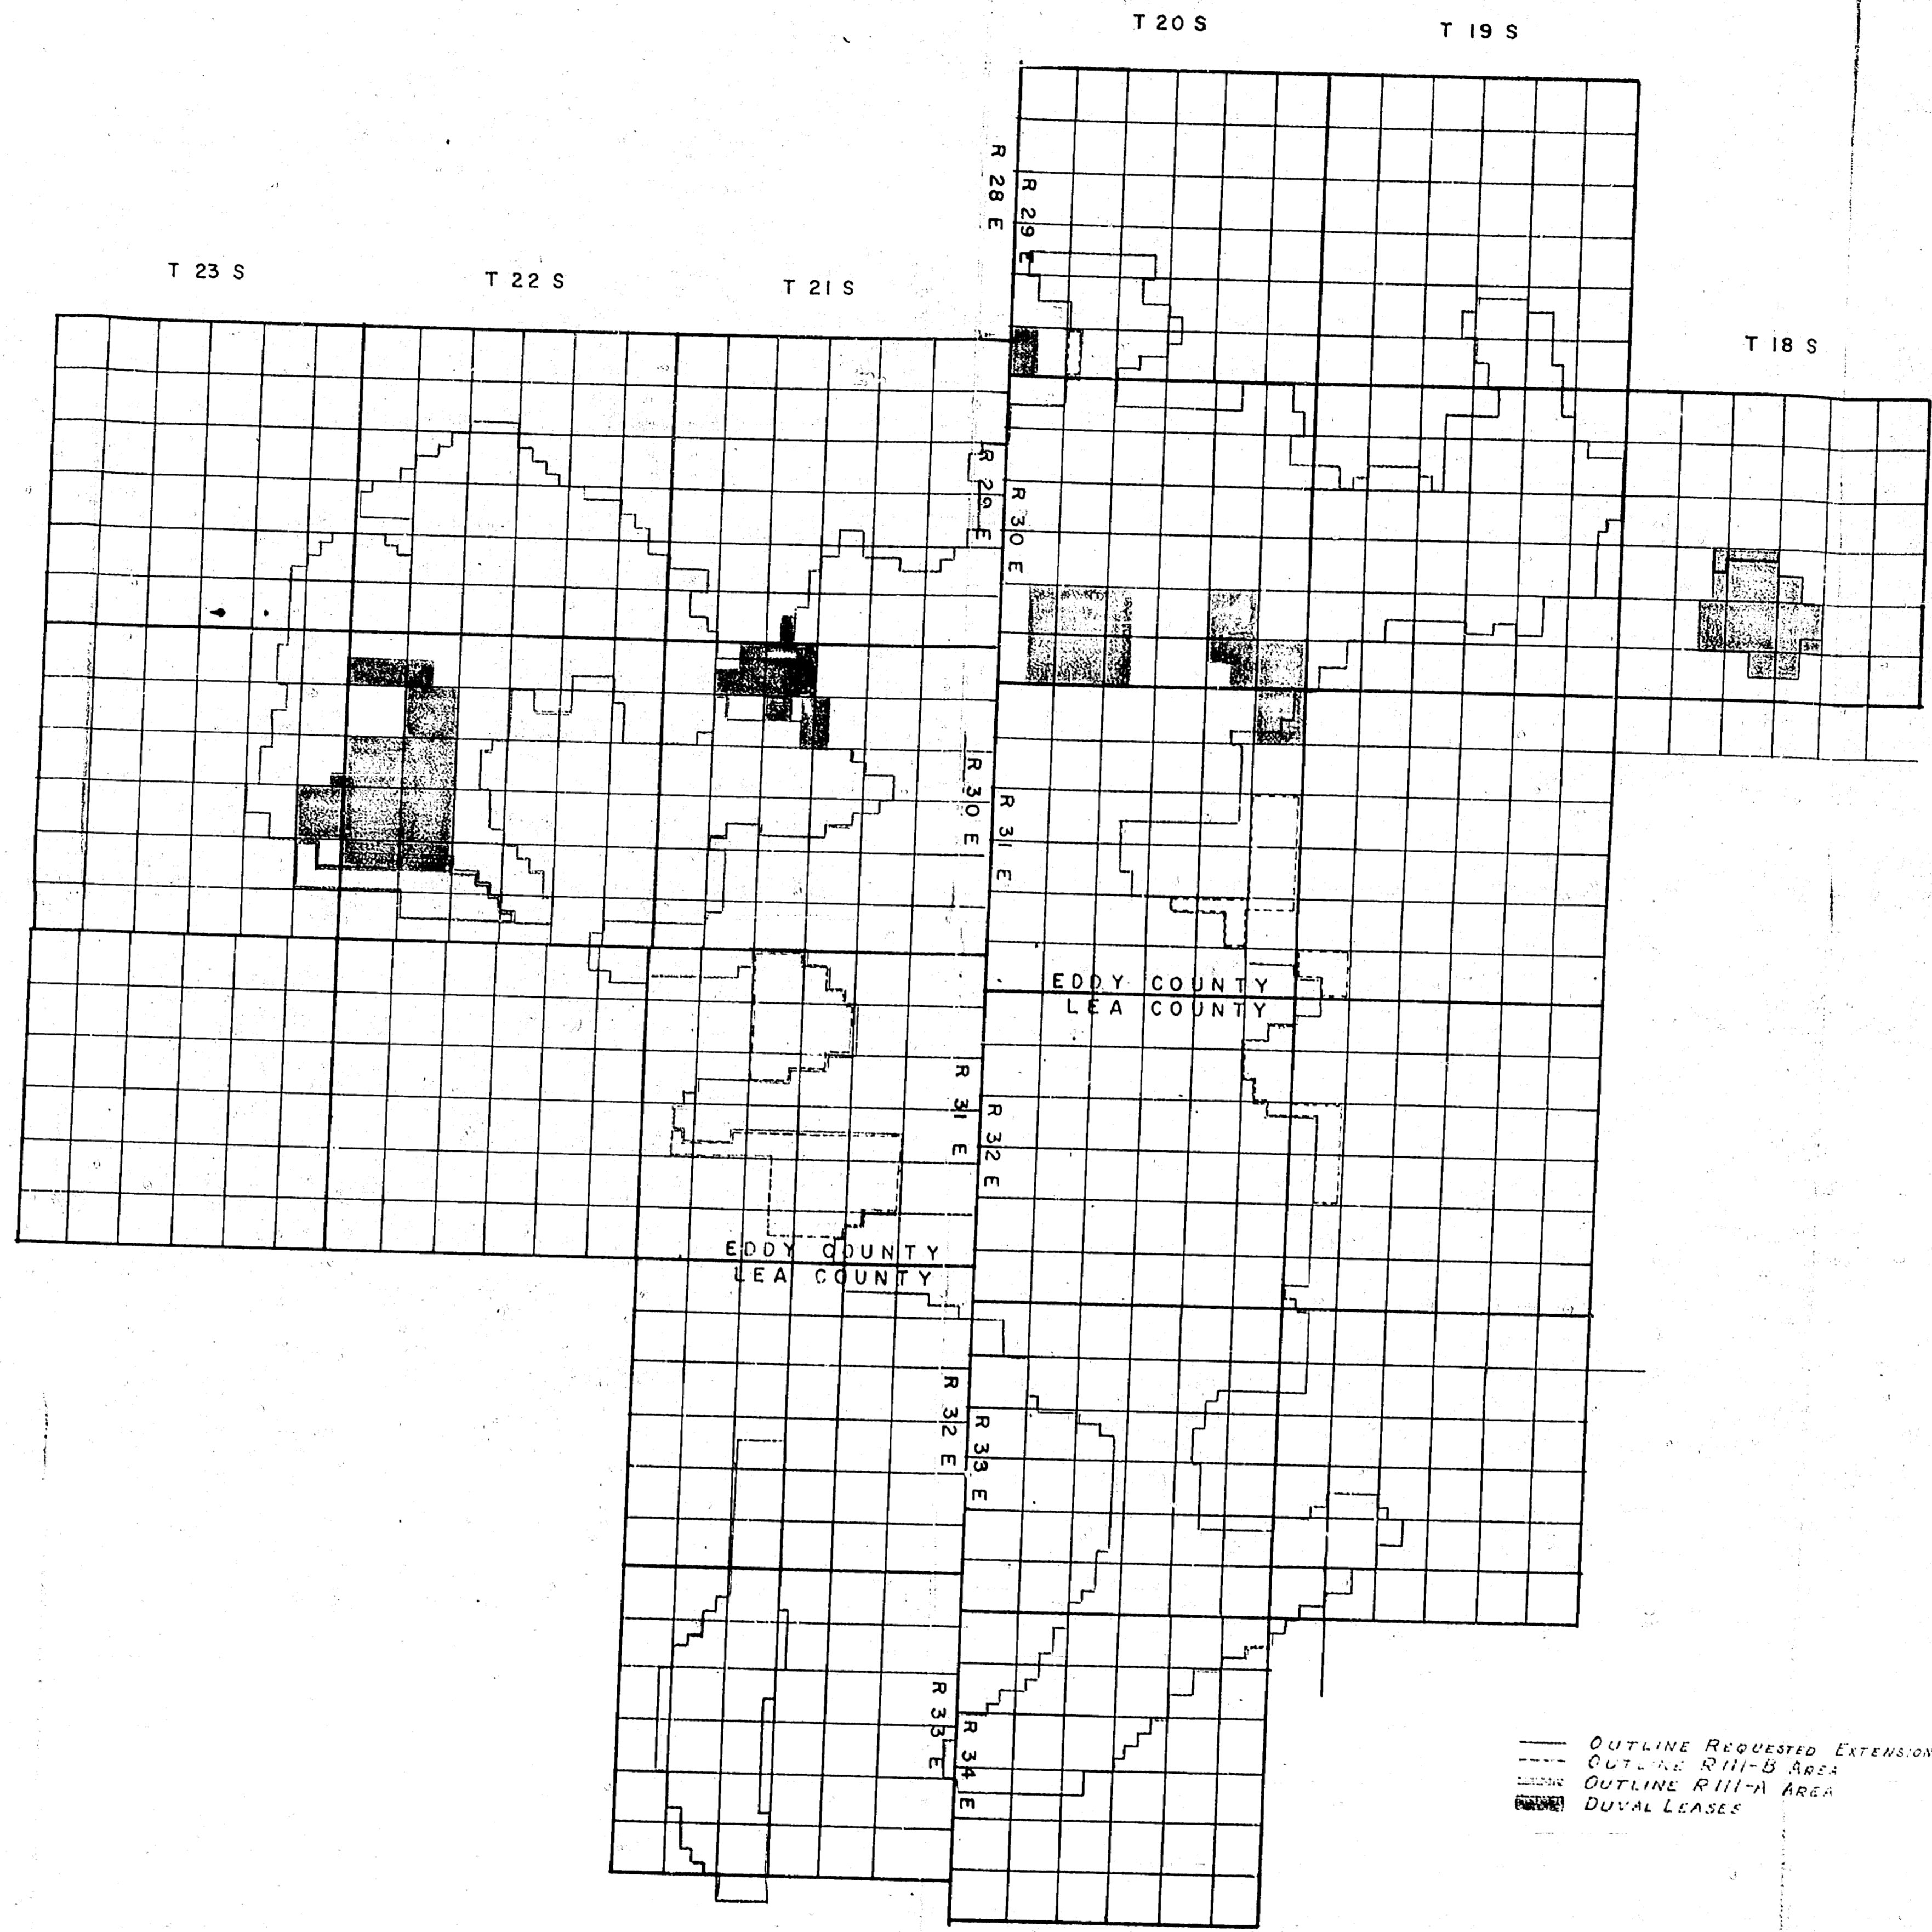 T 20 S
T 19 S
R 28 E
R 29 E
T 23 S
T 22 S
T 21 S
T 18 S
R 29 E
R 30 E
R 30 E
R 31 E
EDDY COUNTY
LEA COUNTY
R 31 E
R 32 E
EDDY COUNTY
LEA COUNTY
R 32 E
R 33 E
R 33 E
R 34 E
OUTLINE REQUESTED EXTENSION
OUTLINE R111-B AREA
OUTLINE R111-A AREA
DUVAL LEASES